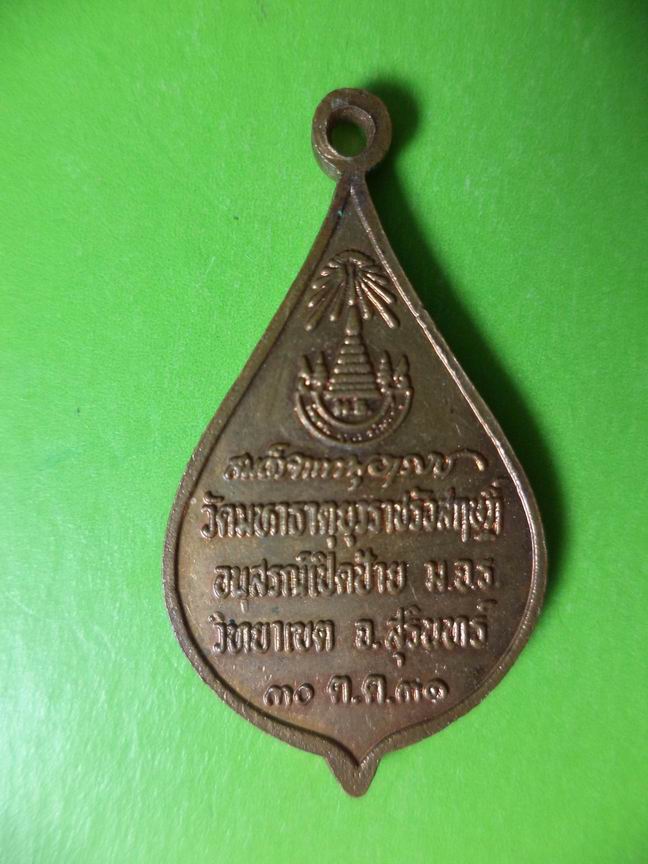 วัดมหาธาตุยุวราชรังสฤษฎิ์
อนุสรณ์เปิดป้าย ม.จ.ร
วิทยาเขต จ.สุรินทร์
๓๐ ต.ค.๓๑